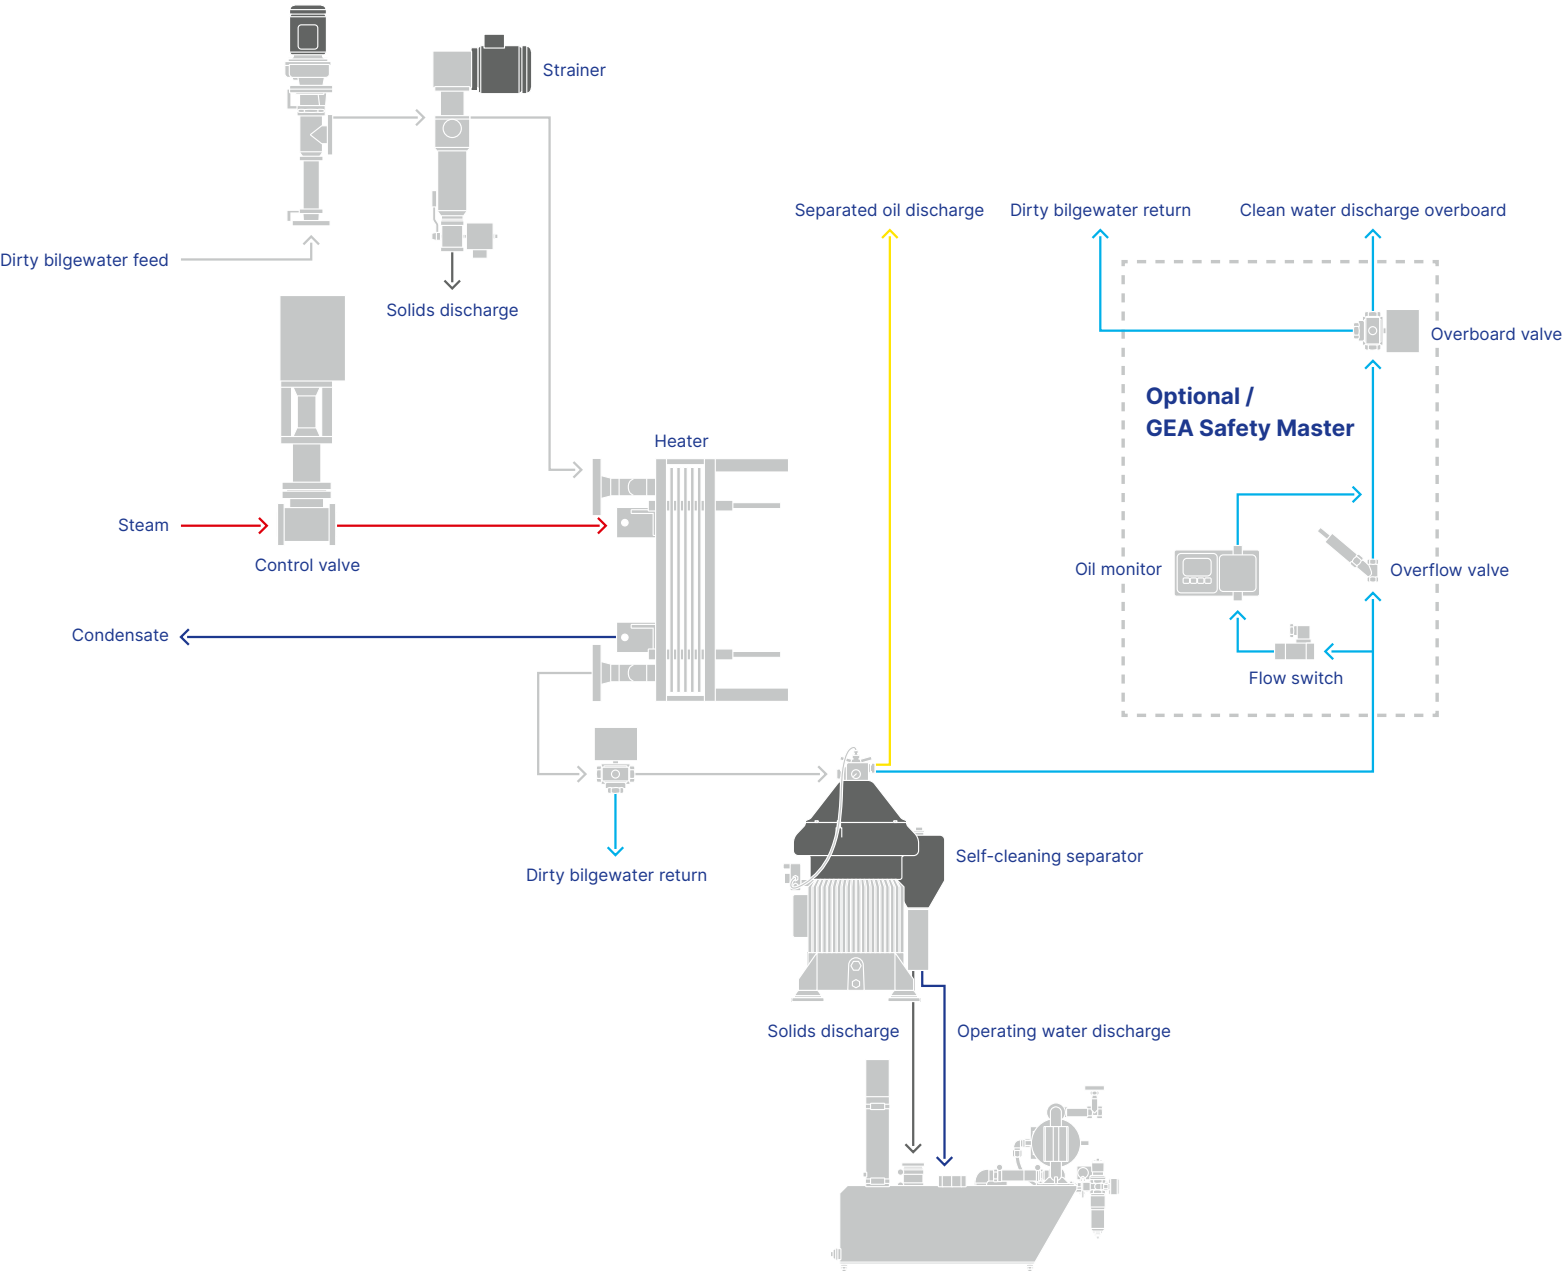 Strainer
Separated oil discharge
Dirty bilgewater return
Clean water discharge overboard
Dirty bilgewater feed
Solids discharge
Overboard valve
Optional /
GEA Safety Master
Heater
Steam
Control valve
Oil monitor
Overflow valve
Condensate
Flow switch
Dirty bilgewater return
Self-cleaning separator
Solids discharge
Operating water discharge